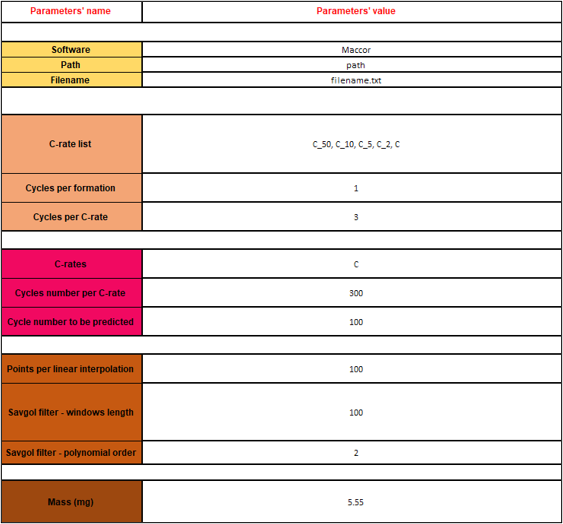 Parameters' name Parameters' value
Software Maccor
Path path
Filename filename.txt
C-rate list C_50, C_10, C_5, C_2, C
Cycles per formation 1
Cycles per C-rate 3
C-rates C
Cycles number per C-rate 300
Cycle number to be predicted 100
Points per linear interpolation 100
Savgol filter - windows length 100
Savgol filter - polynomial order 2
Mass (mg) 5.55